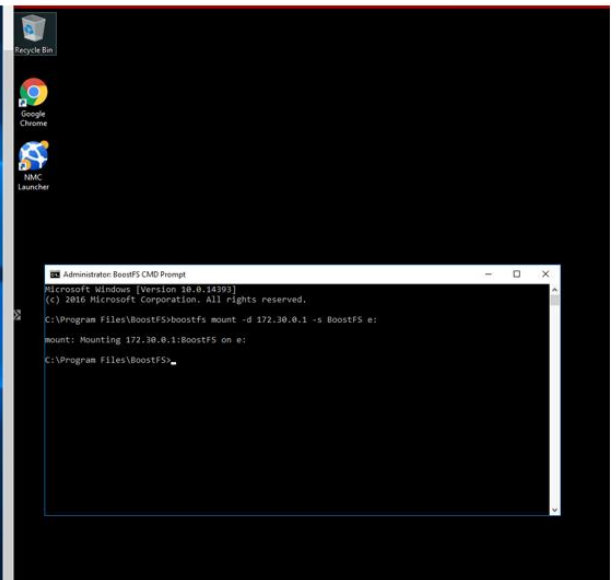 Recycle Bin
Google
Chrome
NMC
Launcher
Administrator: BoostFS CMD Prompt
Microsoft Windows [Version 10.0.14393]
(c) 2016 Microsoft Corporation. All rights reserved.
C:\Program Files\BoostFS>boostfs mount -d 172.30.0.1 -s BoostFS e:
mount: Mounting 172.30.0.1:BoostFS on e:
C:\Program Files\BoostFS>